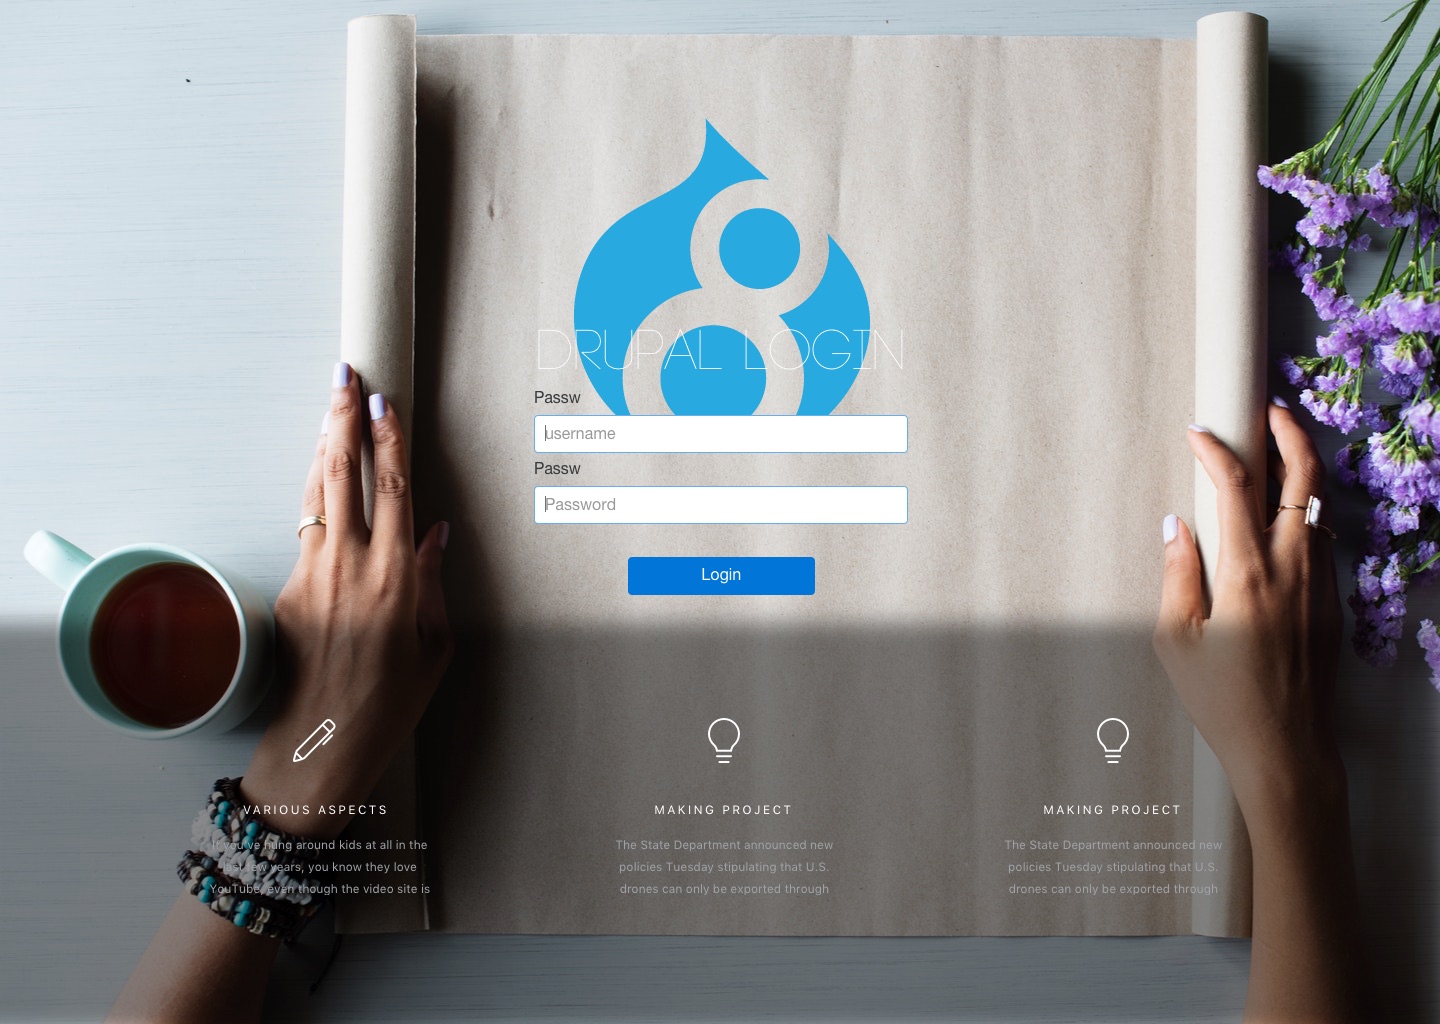 DRUPAL LOGIN
Passw
username
Passw
Password
Login
VARIOUS ASPECTS
If you've hung around kids at all in the
last few years, you know they love
YouTube, even though the video site is
MAKING PROJECT
The State Department announced new
policies Tuesday stipulating that U.S.
drones can only be exported through
MAKING PROJECT
The State Department announced new
policies Tuesday stipulating that U.S.
drones can only be exported through